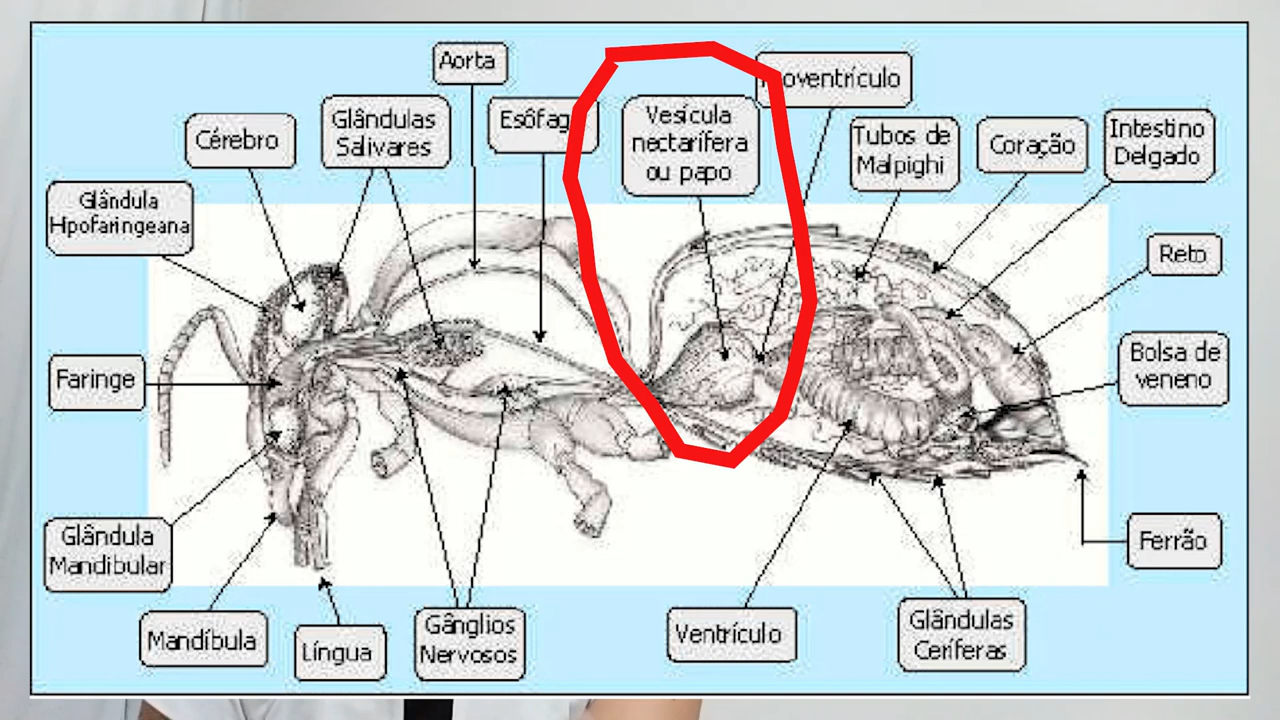 Aorta
Esôfag
Vesícula
nectarífera
ou papo
oventrículo
Glândulas
Salivares
Cérebro
Tubos de
Malpighi
Coração
Intestino
Delgado
Glândula
Hpofaringeana
Reto
Faringe
Bolsa de
veneno
Glândula
Mandibular
Ferrão
Mandíbula
Língua
Gânglios
Nervosos
Ventrículo
Glândulas
Ceríferas